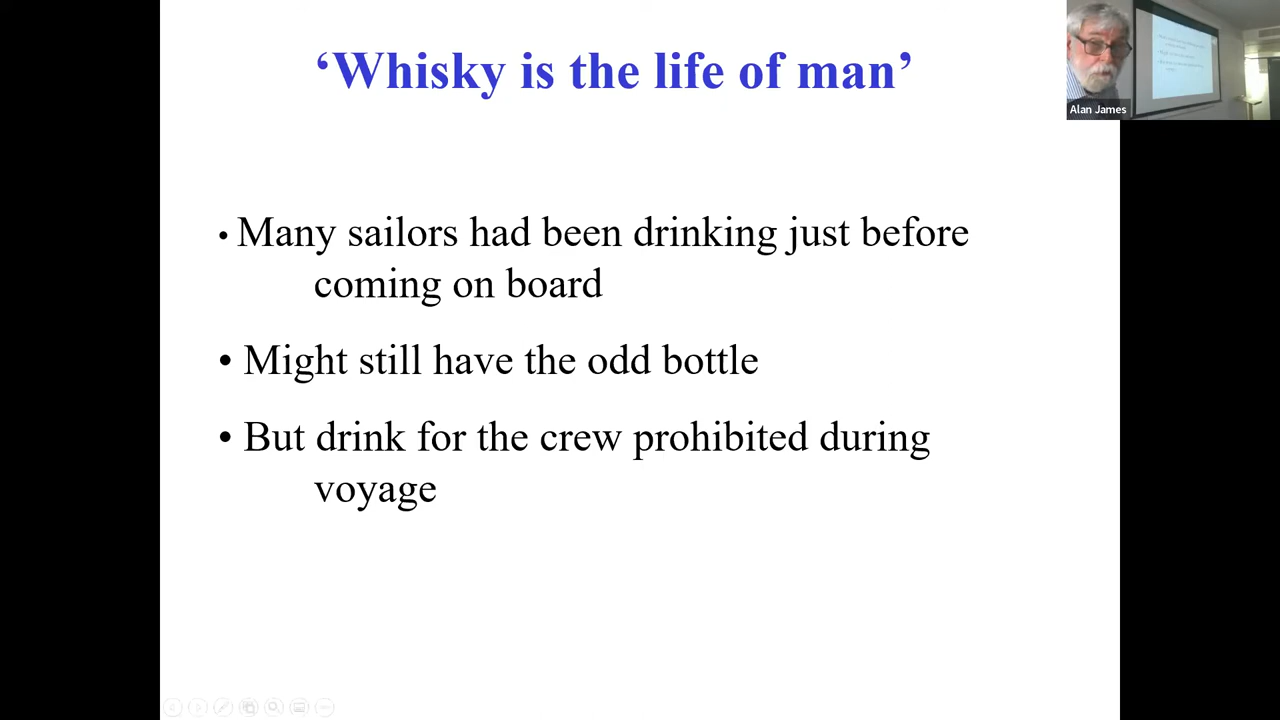 ‘Whisky is the life of man’
Alan James
• Many sailors had been drinking just before
coming on board
• Might still have the odd bottle
• But drink for the crew prohibited during
voyage